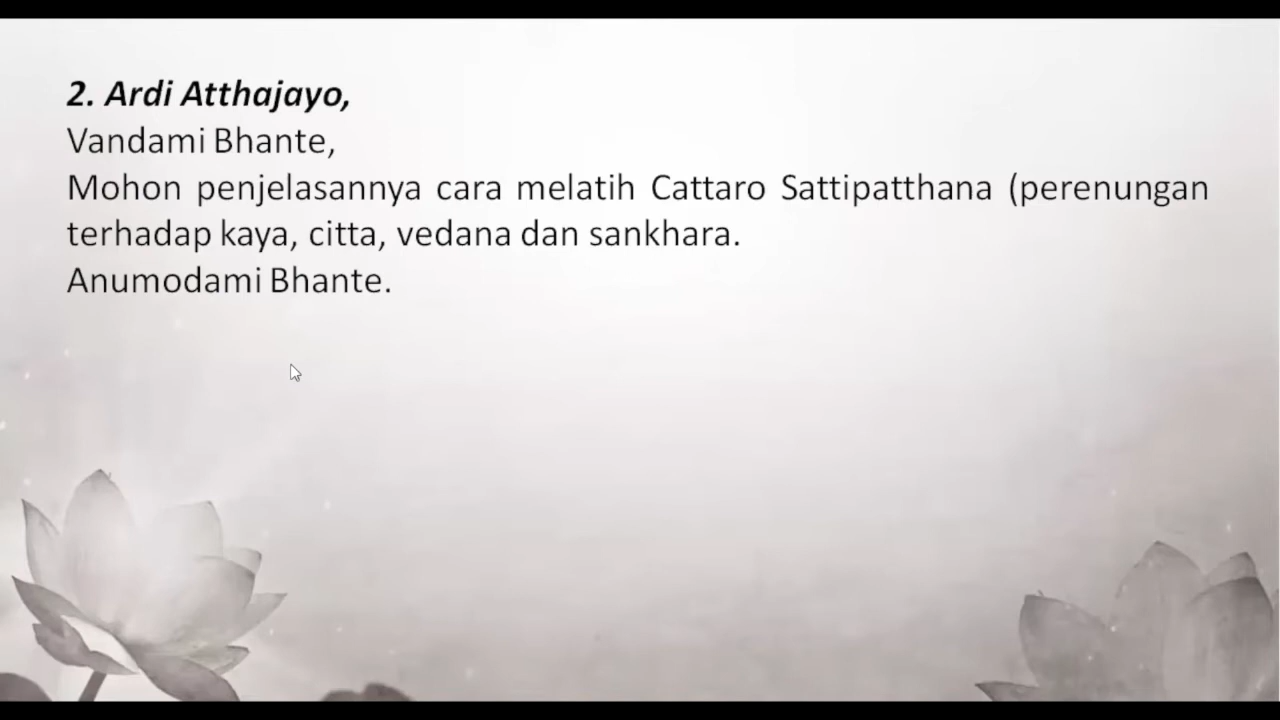 2. Ardi Atthajayo,
Vandami Bhante,
Mohon penjelasannya cara melatih Cattaro Sattipatthana (perenungan
terhadap kaya, citta, vedana dan sankhara.
Anumodami Bhante.